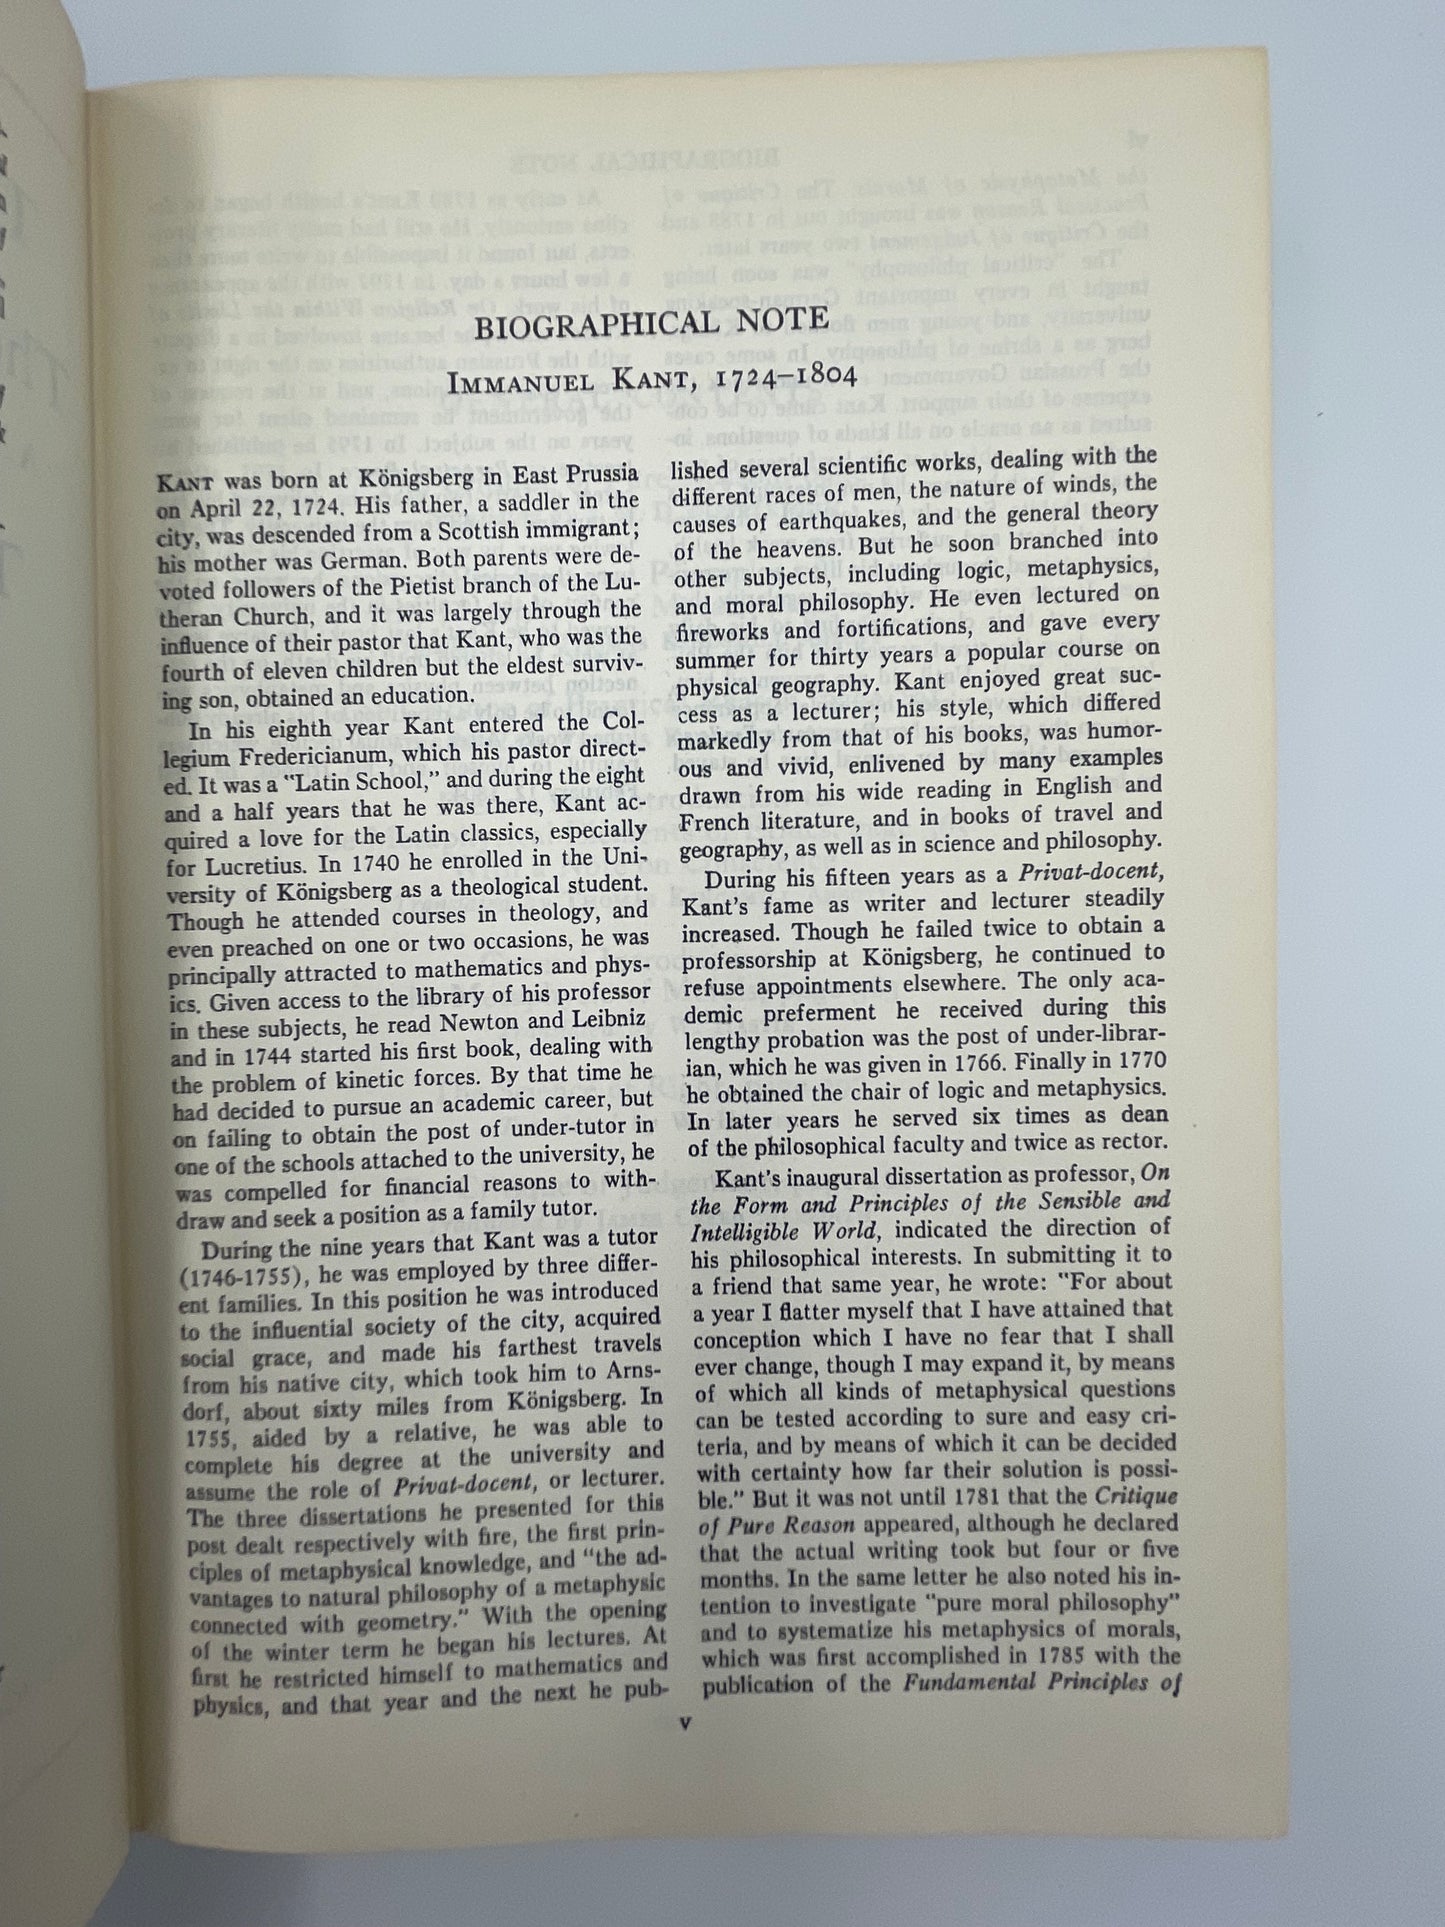 BIOGRAPHICAL NOTE
IMMANUEL KANT, 1724–1804
KANT was born at Königsberg in East Prussia
on April 22, 1724. His father, a saddler in the
city, was descended from a Scottish immigrant;
his mother was German. Both parents were de-
voted followers of the Pietist branch of the Lu-
theran Church, and it was largely through the
influence of their pastor that Kant, who was the
fourth of eleven children but the eldest surviv-
ing son, obtained an education.
In his eighth year Kant entered the Col-
legium Fredericianum, which his pastor direct-
ed. It was a "Latin School," and during the eight
and a half years that he was there, Kant ac-
quired a love for the Latin classics, especially
for Lucretius. In 1740 he enrolled in the Uni-
versity of Königsberg as a theological student.
Though he attended courses in theology, and
even preached on one or two occasions, he was
principally attracted to mathematics and phys-
ics. Given access to the library of his professor
in these subjects, he read Newton and Leibniz
and in 1744 started his first book, dealing with
the problem of kinetic forces. By that time he
had decided to pursue an academic career, but
on failing to obtain the post of under-tutor in
one of the schools attached to the university, he
was compelled for financial reasons to with-
draw and seek a position as a family tutor.
During the nine years that Kant was a tutor
(1746-1755), he was employed by three differ-
ent families. In this position he was introduced
to the influential society of the city, acquired
social grace, and made his farthest travels
from his native city, which took him to Arns-
dorf, about sixty miles from Königsberg. In
1755, aided by a relative, he was able to
complete his degree at the university and
assume the role of Privat-docent, or lecturer.
The three dissertations he presented for this
post dealt respectively with fire, the first prin-
ciples of metaphysical knowledge, and "the ad-
vantages to natural philosophy of a metaphysic
connected with geometry." With the opening
of the winter term he began his lectures. At
first he restricted himself to mathematics and
physics, and that year and the next he pub-
lished several scientific works, dealing with the
different races of men, the nature of winds, the
causes of earthquakes, and the general theory
of the heavens. But he soon branched into
other subjects, including logic, metaphysics,
and moral philosophy. He even lectured on
fireworks and fortifications, and gave every
summer for thirty years a popular course on
physical geography. Kant enjoyed great suc-
cess as a lecturer; his style, which differed
markedly from that of his books, was humor-
ous and vivid, enlivened by many examples
drawn from his wide reading in English and
French literature, and in books of travel and
geography, as well as in science and philosophy.
During his fifteen years as a Privat-docent,
Kant's fame as writer and lecturer steadily
increased. Though he failed twice to obtain a
professorship at Königsberg, he continued to
refuse appointments elsewhere. The only aca-
demic preferment he received during this
lengthy probation was the post of under-librar-
ian, which he was given in 1766. Finally in 1770
he obtained the chair of logic and metaphysics.
In later years he served six times as dean
of the philosophical faculty and twice as rector.
Kant's inaugural dissertation as professor, On
the Form and Principles of the Sensible and
Intelligible World, indicated the direction of
his philosophical interests. In submitting it to
a friend that same year, he wrote: "For about
a year I flatter myself that I have attained that
conception which I have no fear that I shall
ever change, though I may expand it, by means
of which all kinds of metaphysical questions
can be tested according to sure and easy cri-
teria, and by means of which it can be decided
with certainty how far their solution is possi-
ble." But it was not until 1781 that the Critique
of Pure Reason appeared, although he declared
that the actual writing took but four or five
months. In the same letter he also noted his in-
tention to investigate "pure moral philosophy"
and to systematize his metaphysics of morals,
which was first accomplished in 1785 with the
publication of the Fundamental Principles of
v